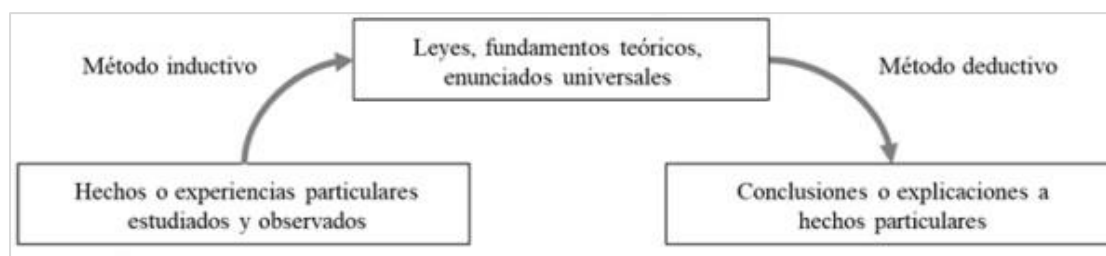 Leyes, fundamentos teóricos,
enunciados universales
Método inductivo
Método deductivo
Hechos o experiencias particulares
estudiados y observados
Conclusiones o explicaciones a
hechos particulares